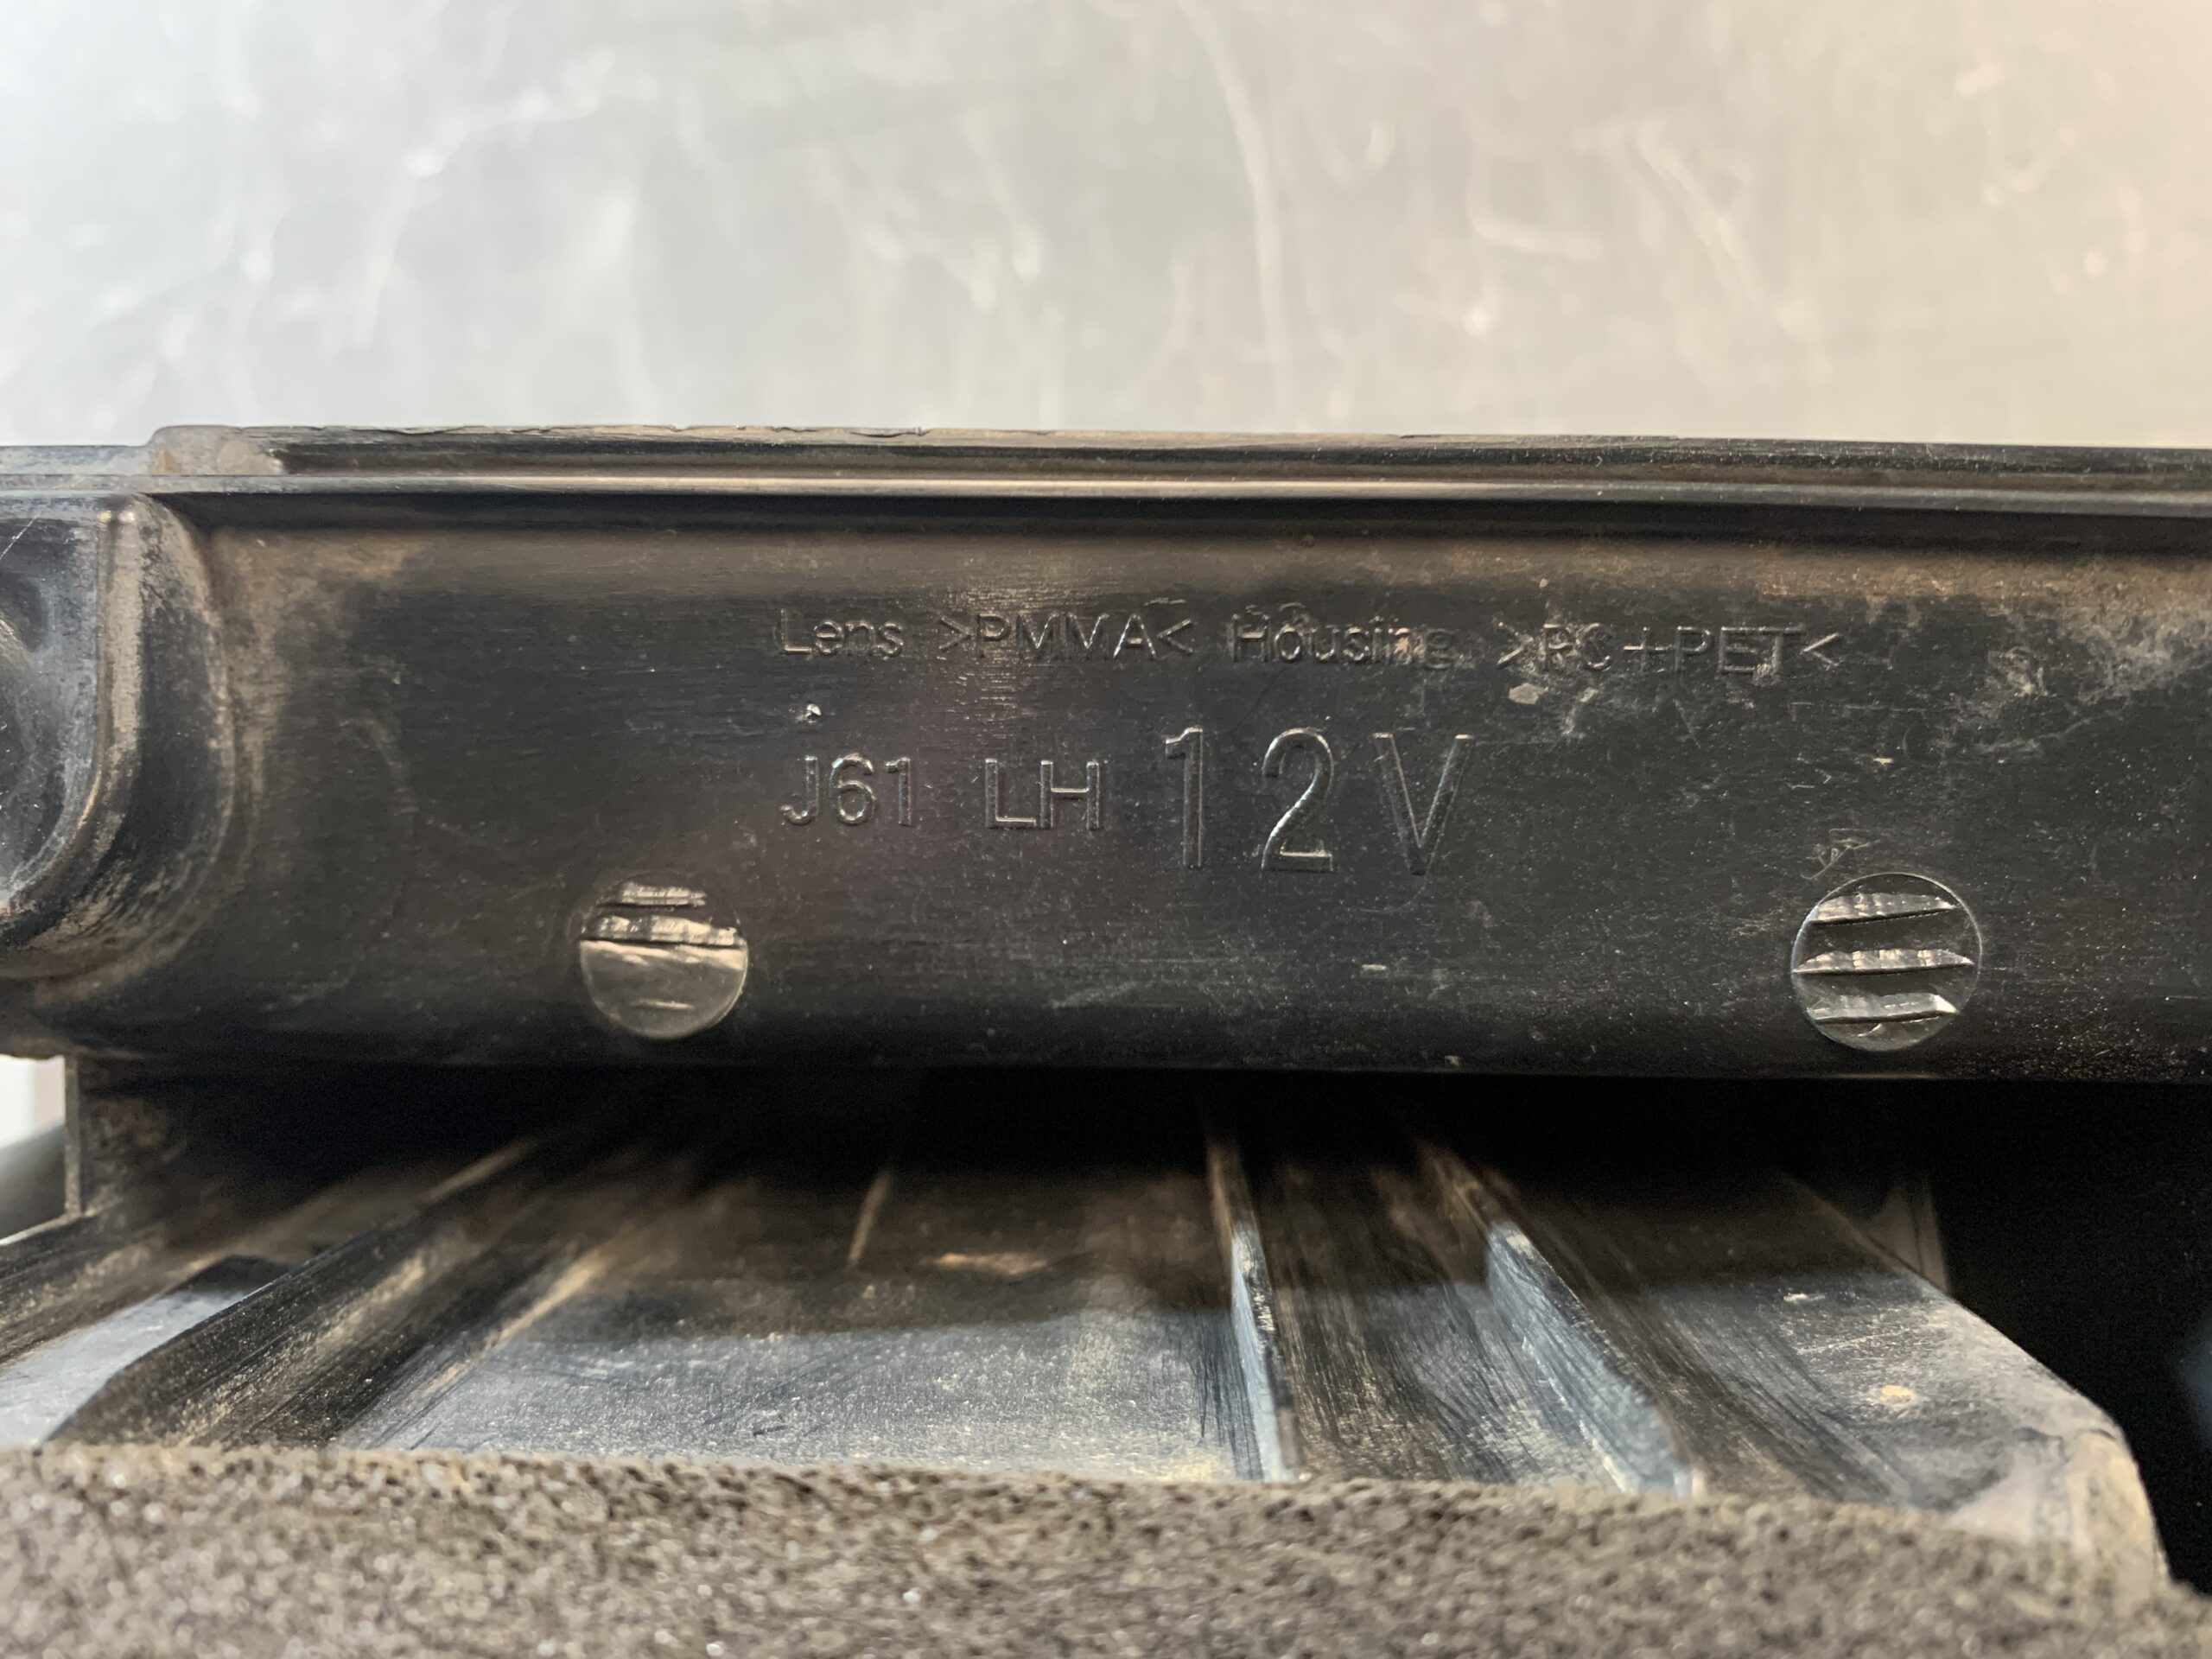 Lens >PMMA< Housing >PC+PET<
J61 LH 12V